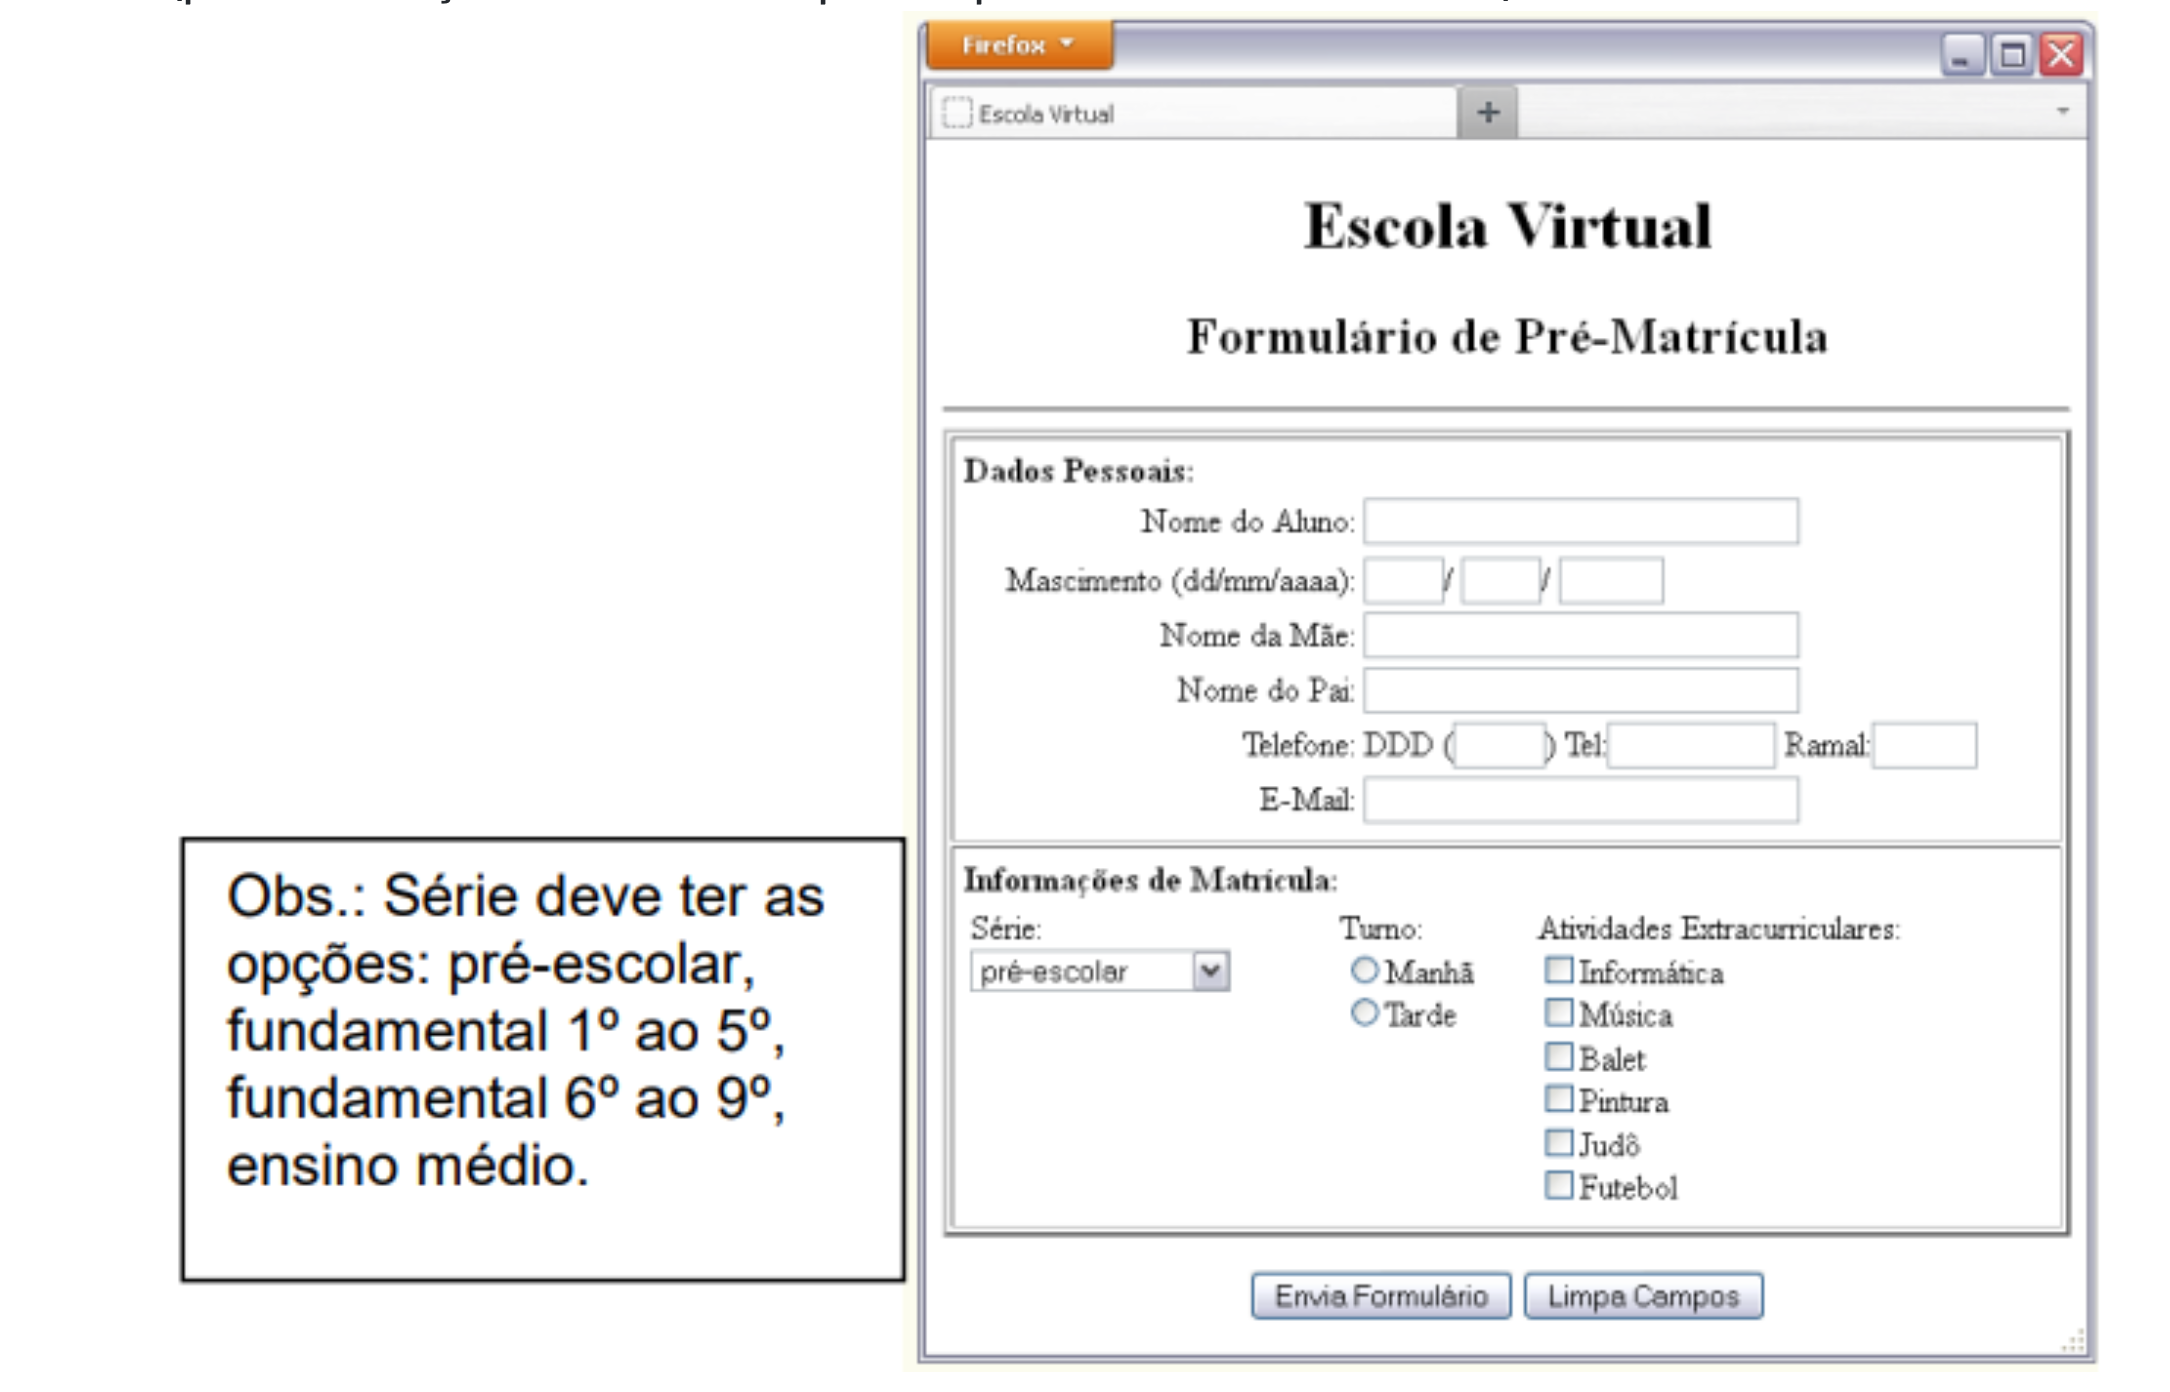 Firefox
Escola Virtual
Escola Virtual
Formulário de Pré-Matrícula
Dados Pessoais:
Nome do Aluno:
Mascimento (dd/mm/aaaa): / /
Nome da Mãe:
Nome do Pai:
Telefone: DDD ( ) Tel: Ramal:
E-Mail:
Informações de Matrícula:
Série: Turno: Atividades Extracurriculares:
pré-escolar Manhã Informática
Tarde Música
Balet
Pintura
Judô
Futebol
Envia Formulário Limpa Campos
Obs.: Série deve ter as
opções: pré-escolar,
fundamental 1º ao 5º,
fundamental 6º ao 9º,
ensino médio.